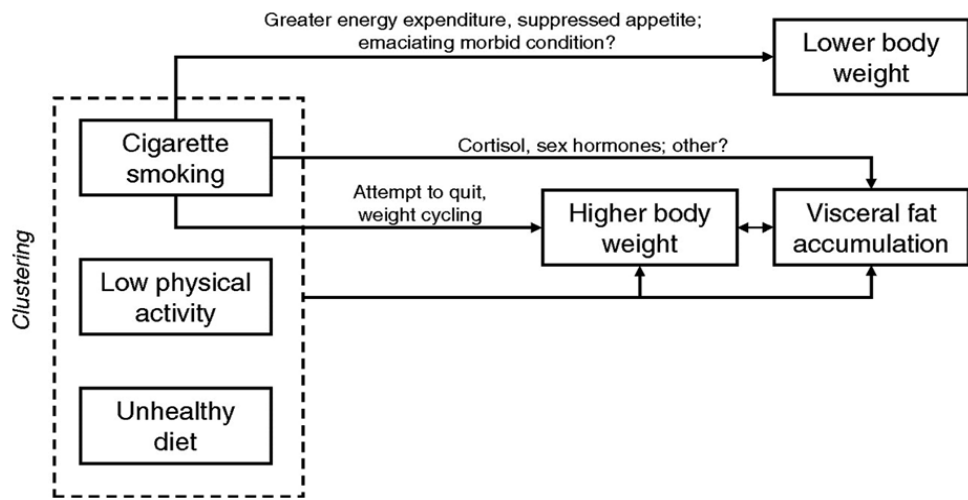 Greater energy expenditure, suppressed appetite;
emaciating morbid condition?
Lower body
weight
Cigarette
smoking
Cortisol, sex hormones; other?
Attempt to quit,
weight cycling
Higher body
weight
Visceral fat
accumulation
Clustering
Low physical
activity
Unhealthy
diet